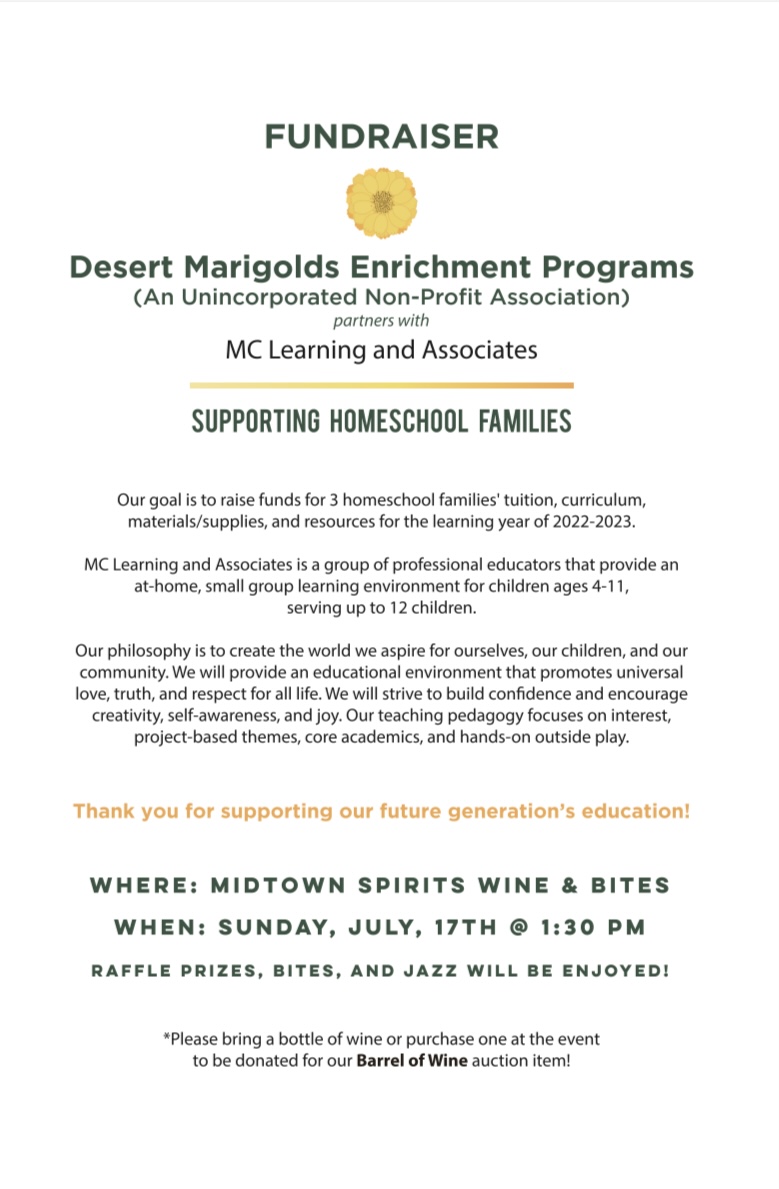 FUNDRAISER
Desert Marigolds Enrichment Programs
(An Unincorporated Non-Profit Association)
partners with
MC Learning and Associates
SUPPORTING HOMESCHOOL FAMILIES
Our goal is to raise funds for 3 homeschool families' tuition, curriculum,
materials/supplies, and resources for the learning year of 2022-2023.
MC Learning and Associates is a group of professional educators that provide an
at-home, small group learning environment for children ages 4-11,
serving up to 12 children.
Our philosophy is to create the world we aspire for ourselves, our children, and our
community. We will provide an educational environment that promotes universal
love, truth, and respect for all life. We will strive to build confidence and encourage
creativity, self-awareness, and joy. Our teaching pedagogy focuses on interest,
project-based themes, core academics, and hands-on outside play.
Thank you for supporting our future generation's education!
WHERE: MIDTOWN SPIRITS WINE & BITES
WHEN: SUNDAY, JULY, 17TH @ 1:30 PM
RAFFLE PRIZES, BITES, AND JAZZ WILL BE ENJOYED!
*Please bring a bottle of wine or purchase one at the event
to be donated for our Barrel of Wine auction item!